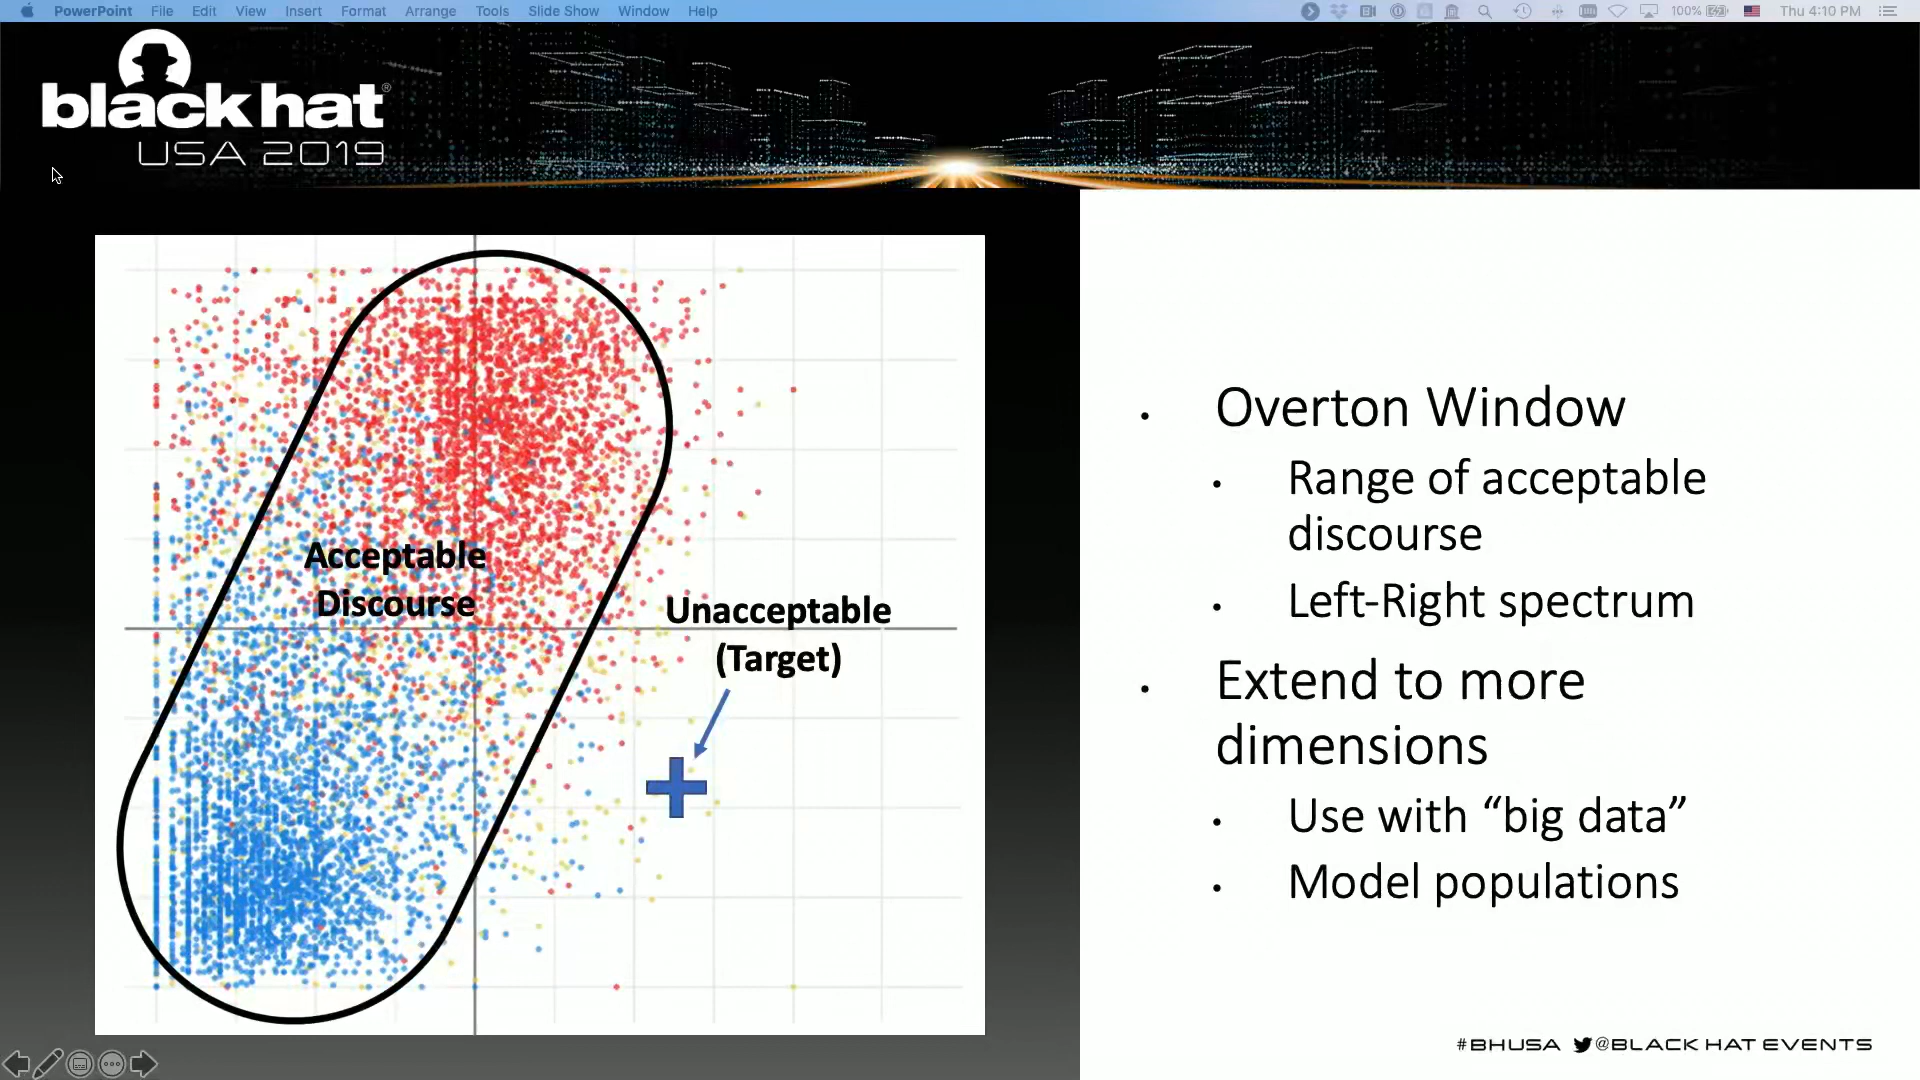 PowerPoint File Edit View Insert Format Arrange Tools Slide Show Window Help 100% Thu 4:10 PM
black hat®
USA 2019
Acceptable
Discourse
Unacceptable
(Target)
• Overton Window
• Range of acceptable
discourse
• Left-Right spectrum
• Extend to more
dimensions
• Use with “big data”
• Model populations
#BHUSA @BLACK HAT EVENTS